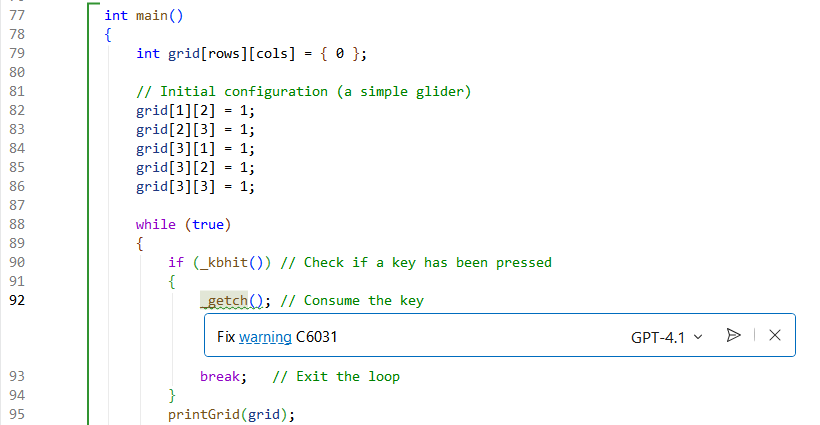 77 int main()
78 {
79 int grid[rows][cols] = { 0 };
80
81 // Initial configuration (a simple glider)
82 grid[1][2] = 1;
83 grid[2][3] = 1;
84 grid[3][1] = 1;
85 grid[3][2] = 1;
86 grid[3][3] = 1;
87
88 while (true)
89 {
90 if (_kbhit()) // Check if a key has been pressed
91 {
92 _getch(); // Consume the key
Fix warning C6031 GPT-4.1
93 break; // Exit the loop
94 }
95 printGrid(grid);